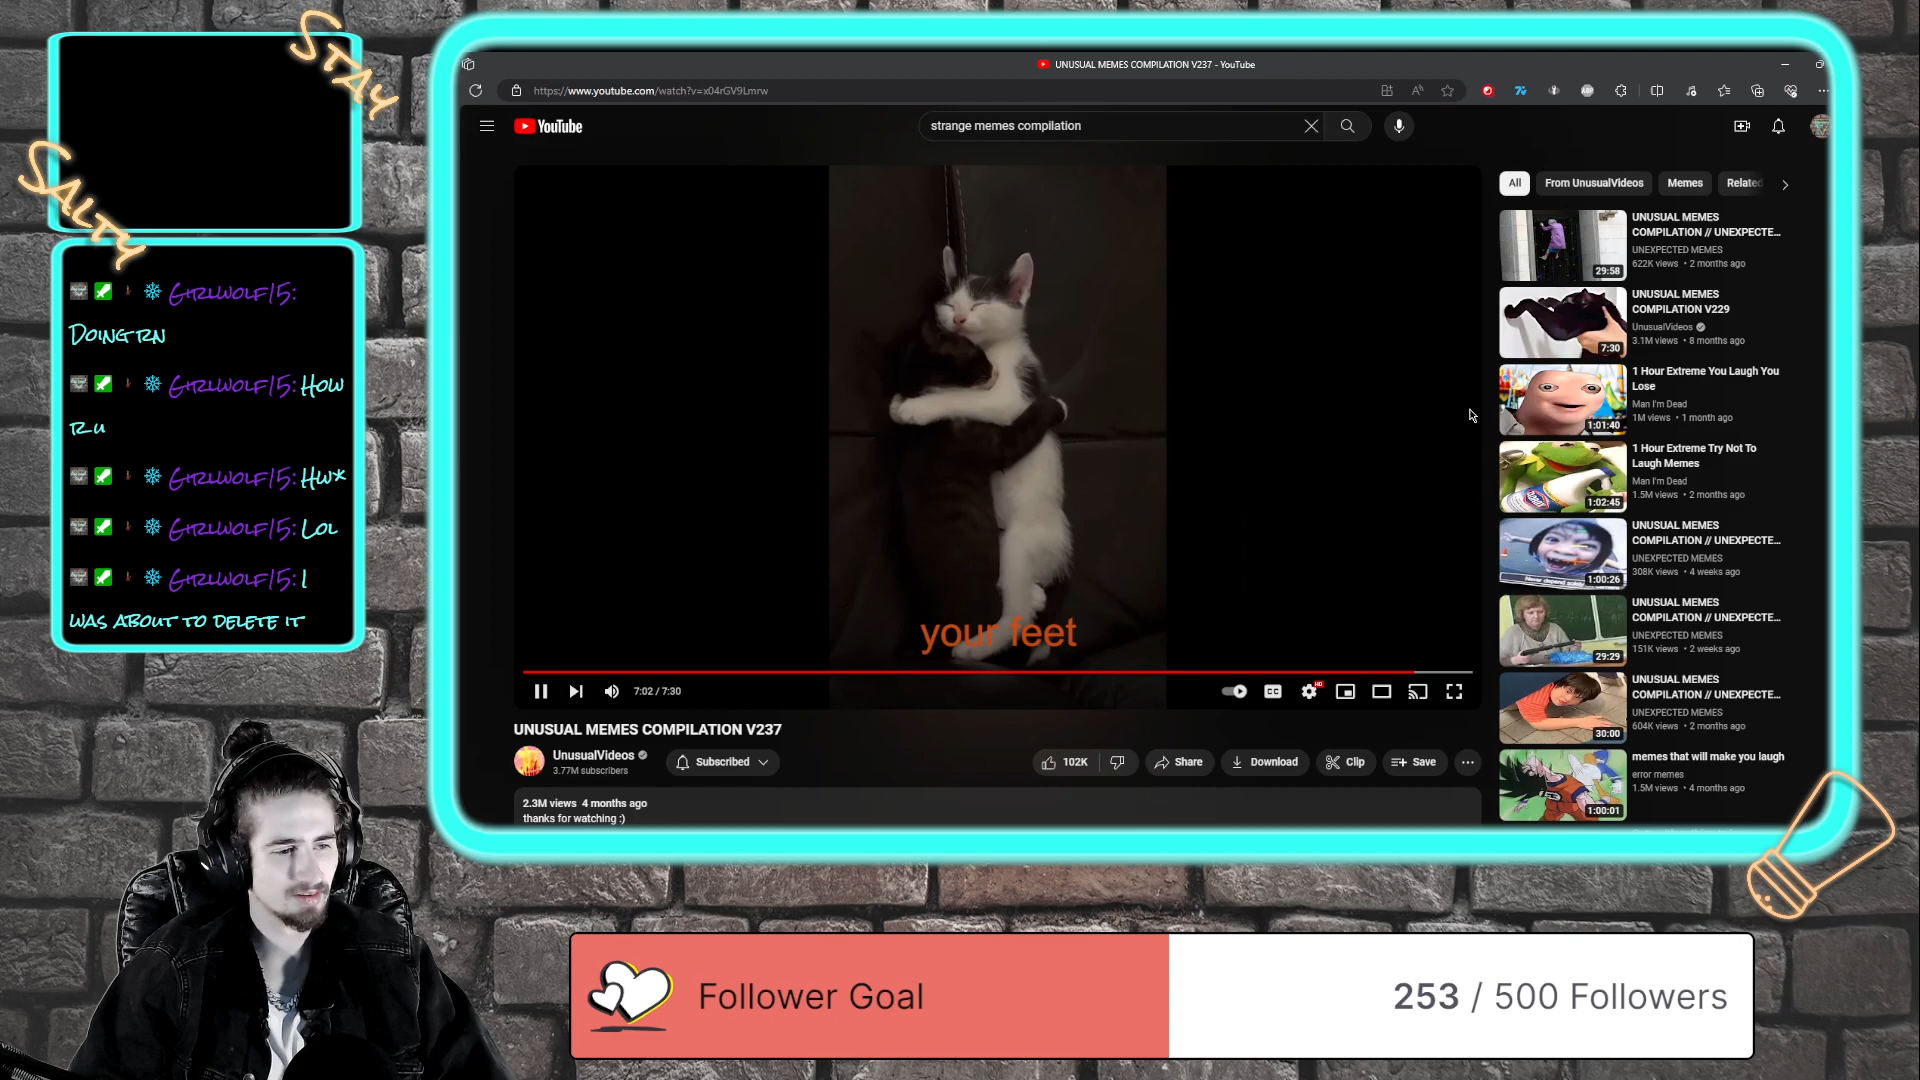 STAY
SALTY
GIRLWOLF15:
DOING RN
GIRLWOLF15: HOW
R U
GIRLWOLF15: HW*
GIRLWOLF15: LOL
GIRLWOLF15: I
WAS ABOUT TO DELETE IT
UNUSUAL MEMES COMPILATION V237 - YouTube
https://www.youtube.com/watch?v=x04rGV9Lmrw
YouTube
strange memes compilation
your feet
7:02 / 7:30
HD
CC
UNUSUAL MEMES COMPILATION V237
UnusualVideos
3.77M subscribers
Subscribed
102K
Share
Download
Clip
Save
2.3M views 4 months ago
thanks for watching :)
All
From UnusualVideos
Memes
Related
UNUSUAL MEMES
COMPILATION // UNEXPECTE...
UNEXPECTED MEMES
622K views • 2 months ago
29:58
UNUSUAL MEMES
COMPILATION V229
UnusualVideos
3.1M views • 8 months ago
7:30
1 Hour Extreme You Laugh You
Lose
Man I'm Dead
1M views • 1 month ago
1:01:40
1 Hour Extreme Try Not To
Laugh Memes
Man I'm Dead
1.5M views • 2 months ago
1:02:45
UNUSUAL MEMES
COMPILATION // UNEXPECTE...
UNEXPECTED MEMES
308K views • 4 weeks ago
1:00:26
UNUSUAL MEMES
COMPILATION // UNEXPECTE...
UNEXPECTED MEMES
151K views • 2 weeks ago
29:29
UNUSUAL MEMES
COMPILATION // UNEXPECTE...
UNEXPECTED MEMES
604K views • 2 months ago
30:00
memes that will make you laugh
error memes
1.5M views • 4 months ago
1:00:01
Follower Goal
253 / 500 Followers